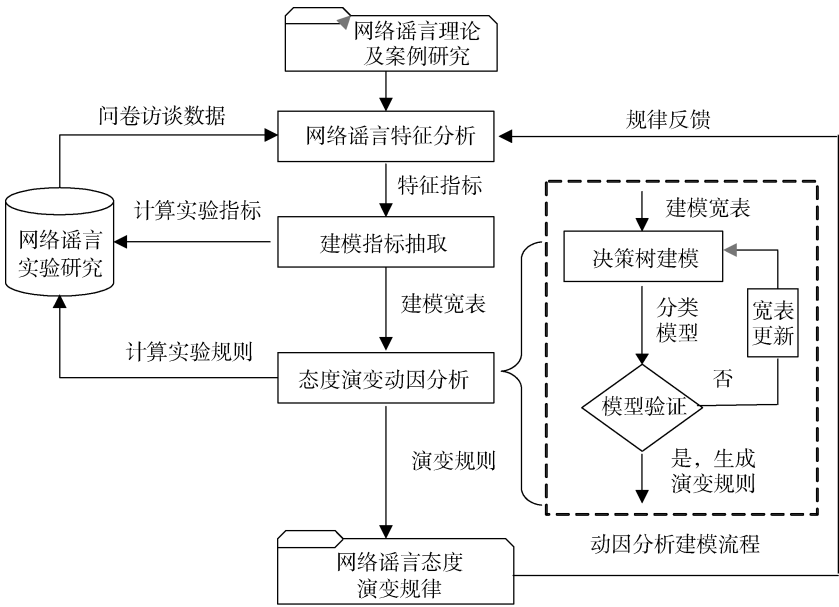 网络谣言理论
及案例研究
问卷访谈数据
规律反馈
网络谣言特征分析
特征指标
计算实验指标
建模宽表
网络谣言
实验研究
建模指标抽取
决策树建模
建模宽表
分类
模型
宽表
更新
计算实验规则
态度演变动因分析
否
模型验证
演变规则
是，生成
演变规则
动因分析建模流程
网络谣言态度
演变规律